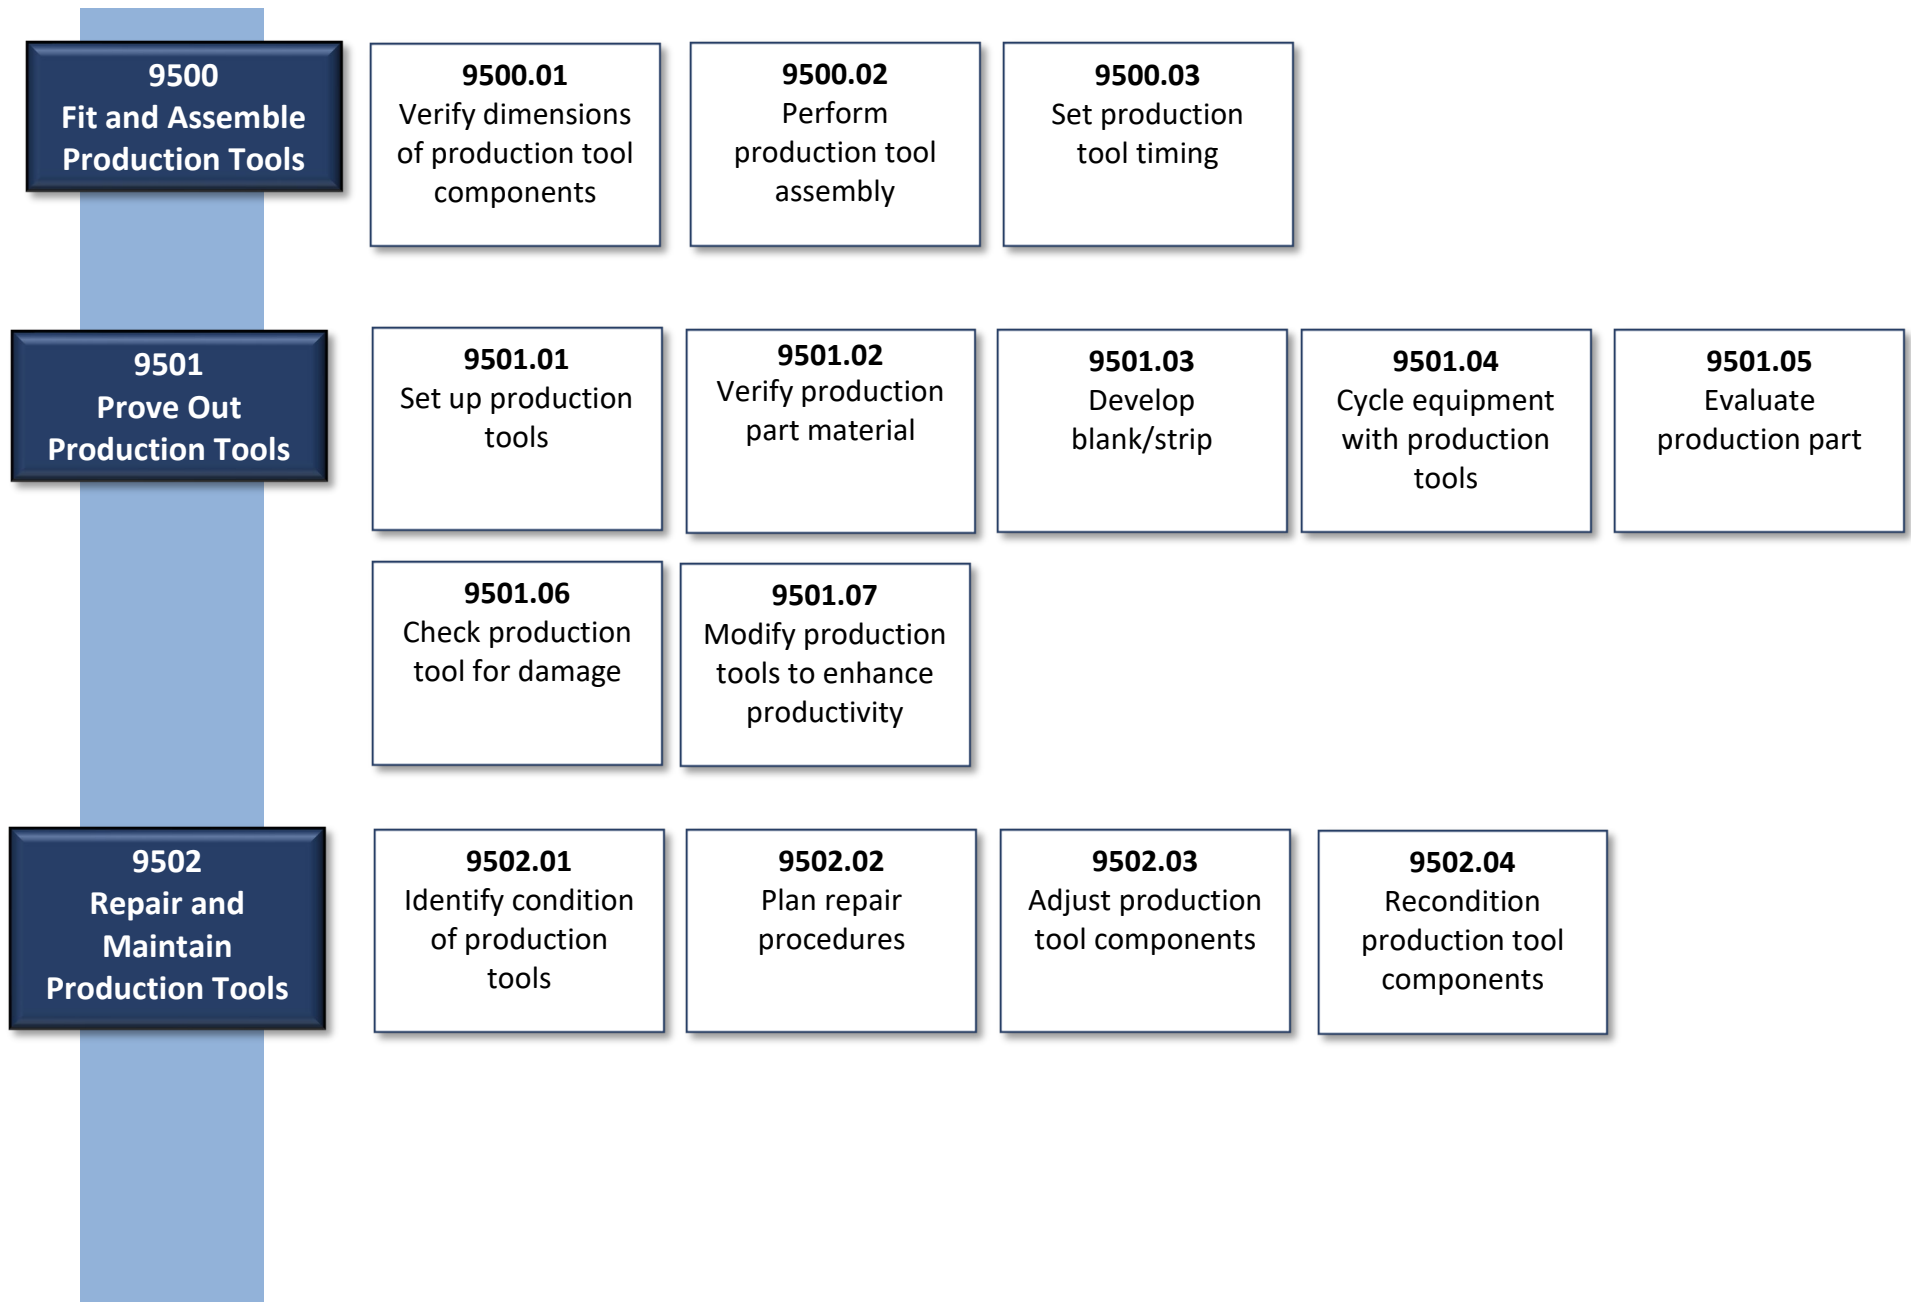 9500
Fit and Assemble
Production Tools
9500.01
Verify dimensions
of production tool
components
9500.02
Perform
production tool
assembly
9500.03
Set production
tool timing
9501
Prove Out
Production Tools
9501.01
Set up production
tools
9501.02
Verify production
part material
9501.03
Develop
blank/strip
9501.04
Cycle equipment
with production
tools
9501.05
Evaluate
production part
9501.06
Check production
tool for damage
9501.07
Modify production
tools to enhance
productivity
9502
Repair and
Maintain
Production Tools
9502.01
Identify condition
of production
tools
9502.02
Plan repair
procedures
9502.03
Adjust production
tool components
9502.04
Recondition
production tool
components